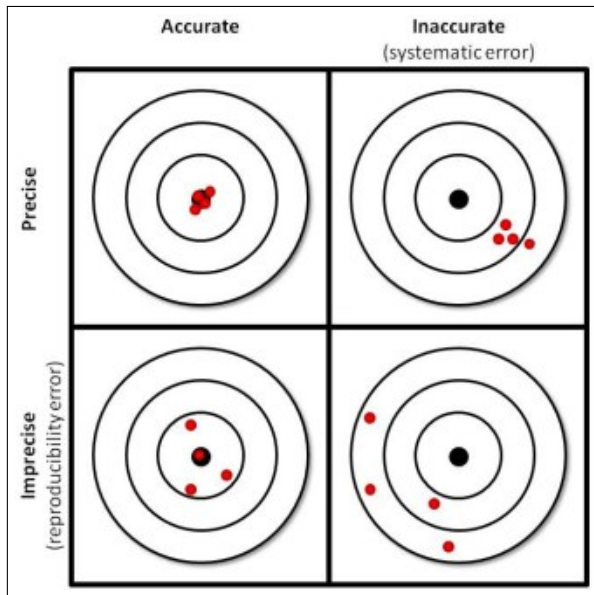 Accurate
Inaccurate
(systematic error)
Precise
Imprecise
(reproducibility error)